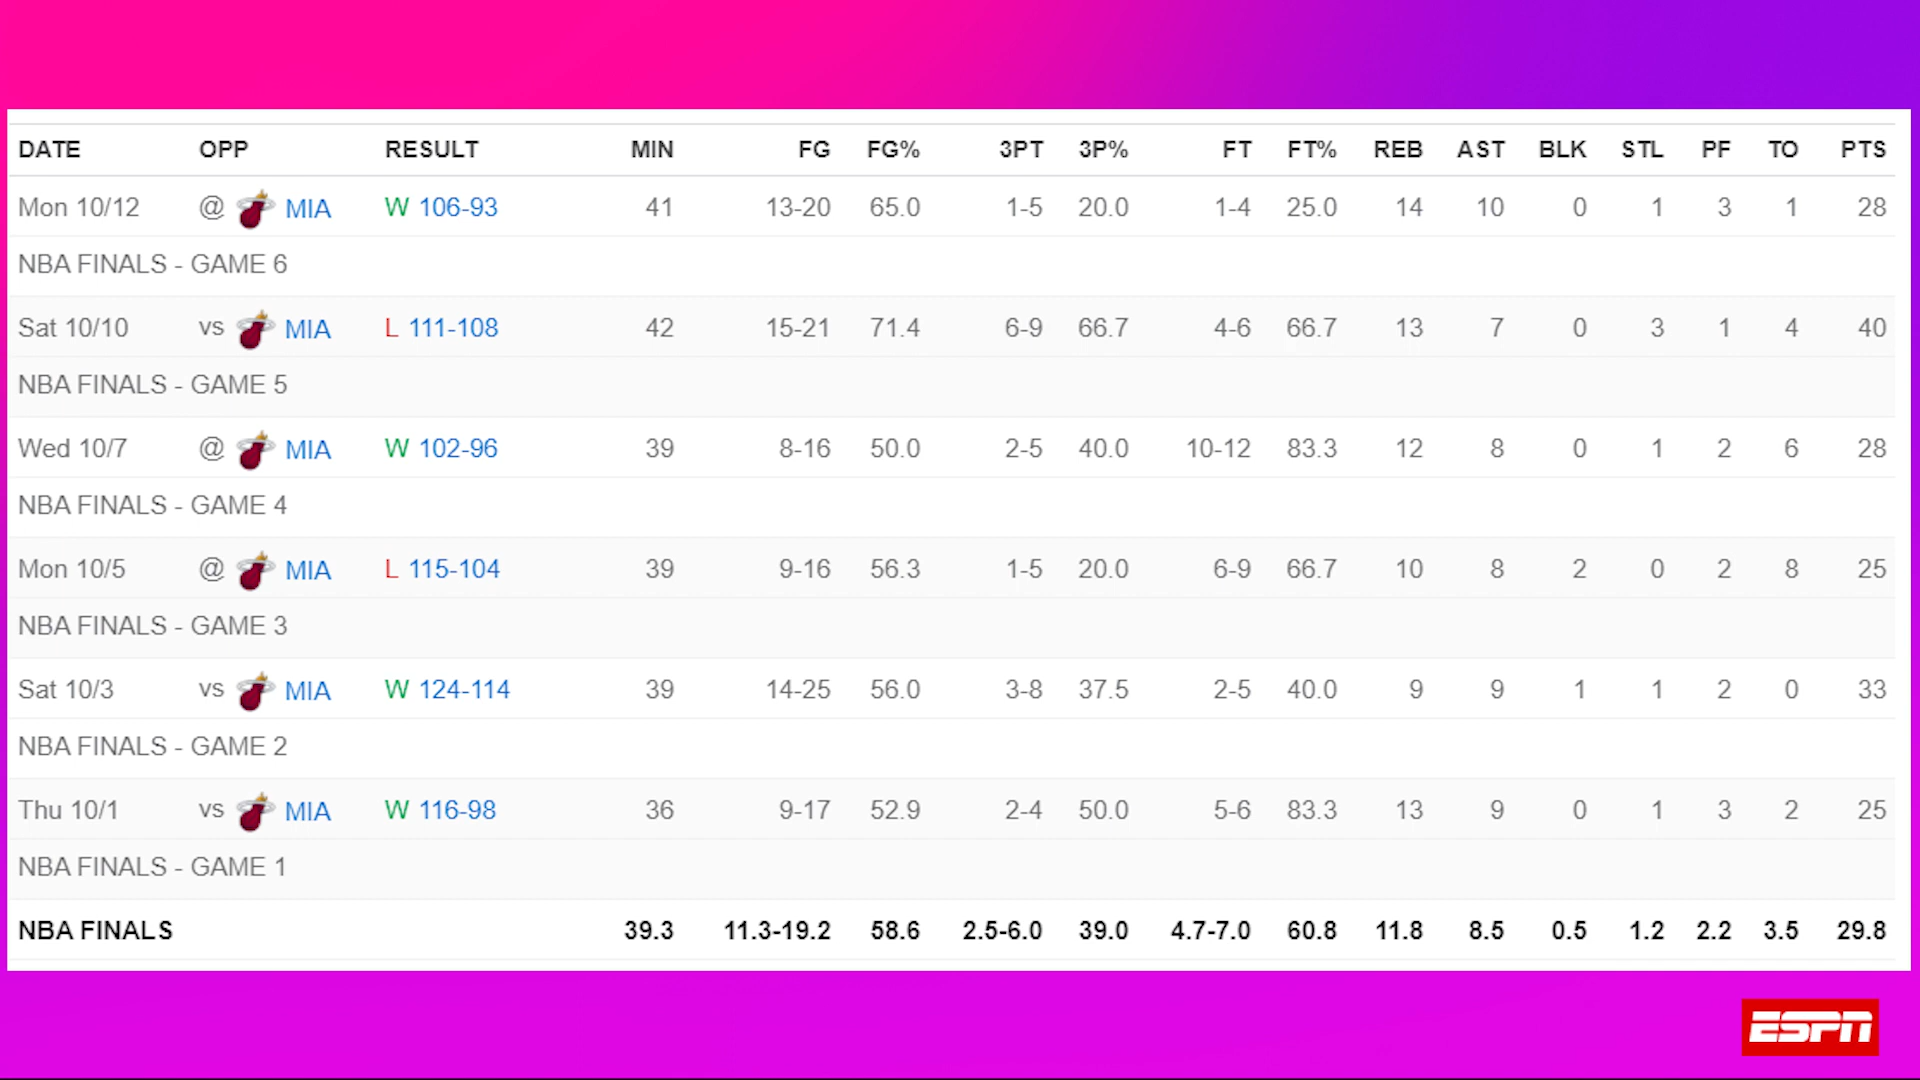 DATE OPP RESULT MIN FG FG% 3PT 3P% FT FT% REB AST BLK STL PF TO PTS
Mon 10/12 @ MIA W 106-93 41 13-20 65.0 1-5 20.0 1-4 25.0 14 10 0 1 3 1 28
NBA FINALS - GAME 6
Sat 10/10 vs MIA L 111-108 42 15-21 71.4 6-9 66.7 4-6 66.7 13 7 0 3 1 4 40
NBA FINALS - GAME 5
Wed 10/7 @ MIA W 102-96 39 8-16 50.0 2-5 40.0 10-12 83.3 12 8 0 1 2 6 28
NBA FINALS - GAME 4
Mon 10/5 @ MIA L 115-104 39 9-16 56.3 1-5 20.0 6-9 66.7 10 8 2 0 2 8 25
NBA FINALS - GAME 3
Sat 10/3 vs MIA W 124-114 39 14-25 56.0 3-8 37.5 2-5 40.0 9 9 1 1 2 0 33
NBA FINALS - GAME 2
Thu 10/1 vs MIA W 116-98 36 9-17 52.9 2-4 50.0 5-6 83.3 13 9 0 1 3 2 25
NBA FINALS - GAME 1
NBA FINALS 39.3 11.3-19.2 58.6 2.5-6.0 39.0 4.7-7.0 60.8 11.8 8.5 0.5 1.2 2.2 3.5 29.8
ESPN